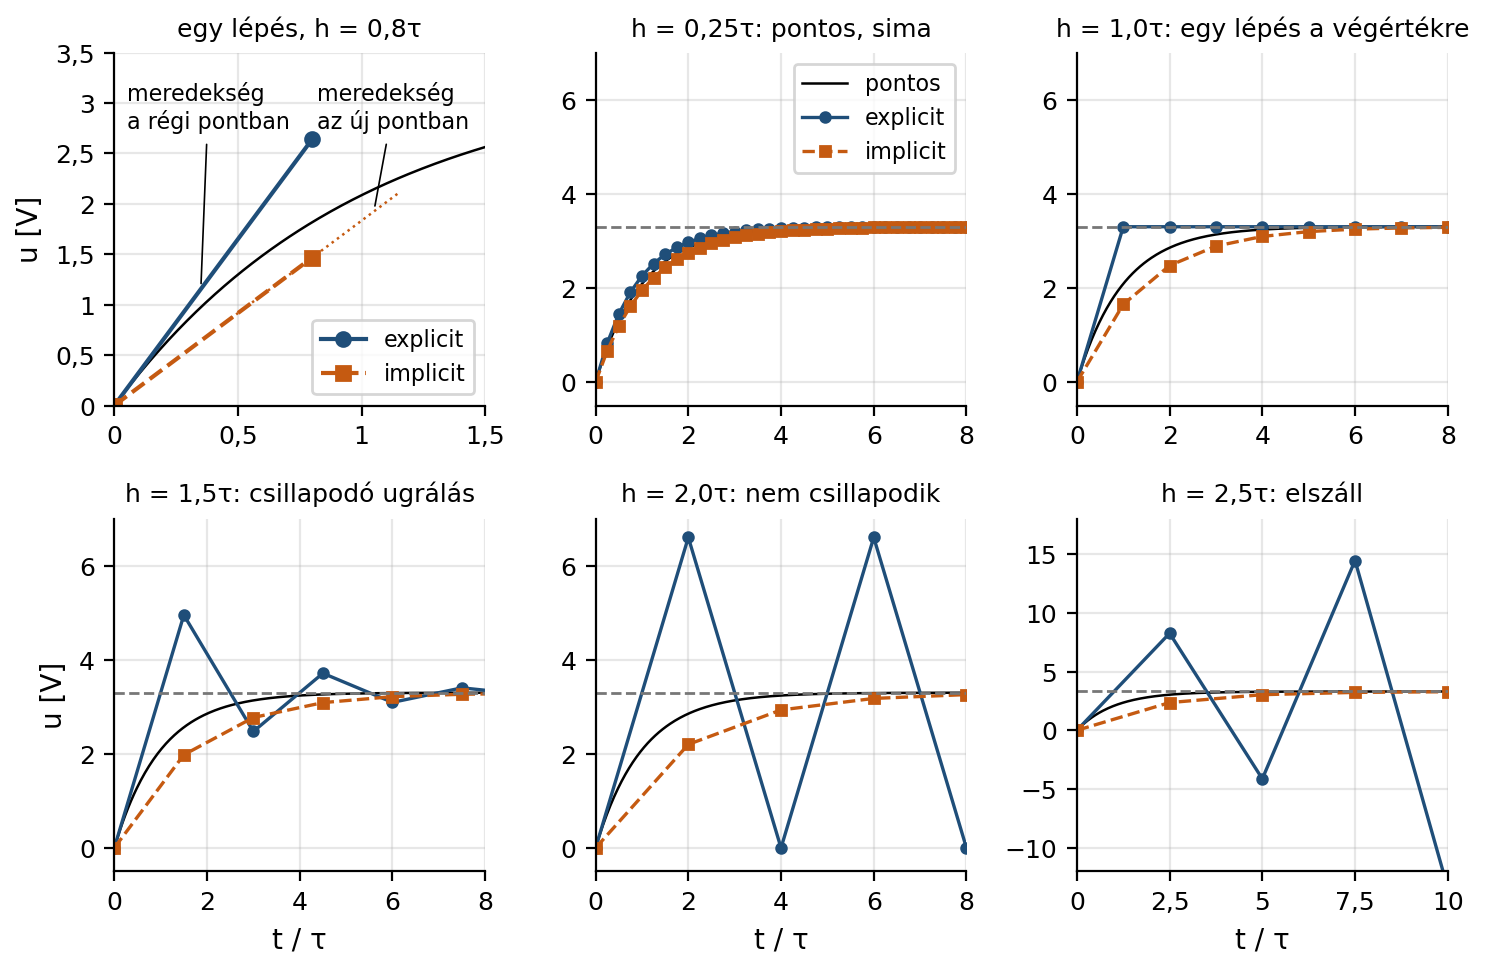 egy lépés, h = 0,8τ
3,5
3
2,5
2
1,5
1
0,5
0
u [V]
meredekség
a régi pontban
meredekség
az új pontban
explicit
implicit
0
0,5
1
1,5
h = 0,25τ: pontos, sima
6
4
2
0
pontos
explicit
implicit
0
2
4
6
8
h = 1,0τ: egy lépés a végértékre
6
4
2
0
0
2
4
6
8
h = 1,5τ: csillapodó ugrálás
6
4
2
0
u [V]
0
2
4
6
8
t / τ
h = 2,0τ: nem csillapodik
6
4
2
0
0
2
4
6
8
t / τ
h = 2,5τ: elszáll
15
10
5
0
−5
−10
0
2,5
5
7,5
10
t / τ